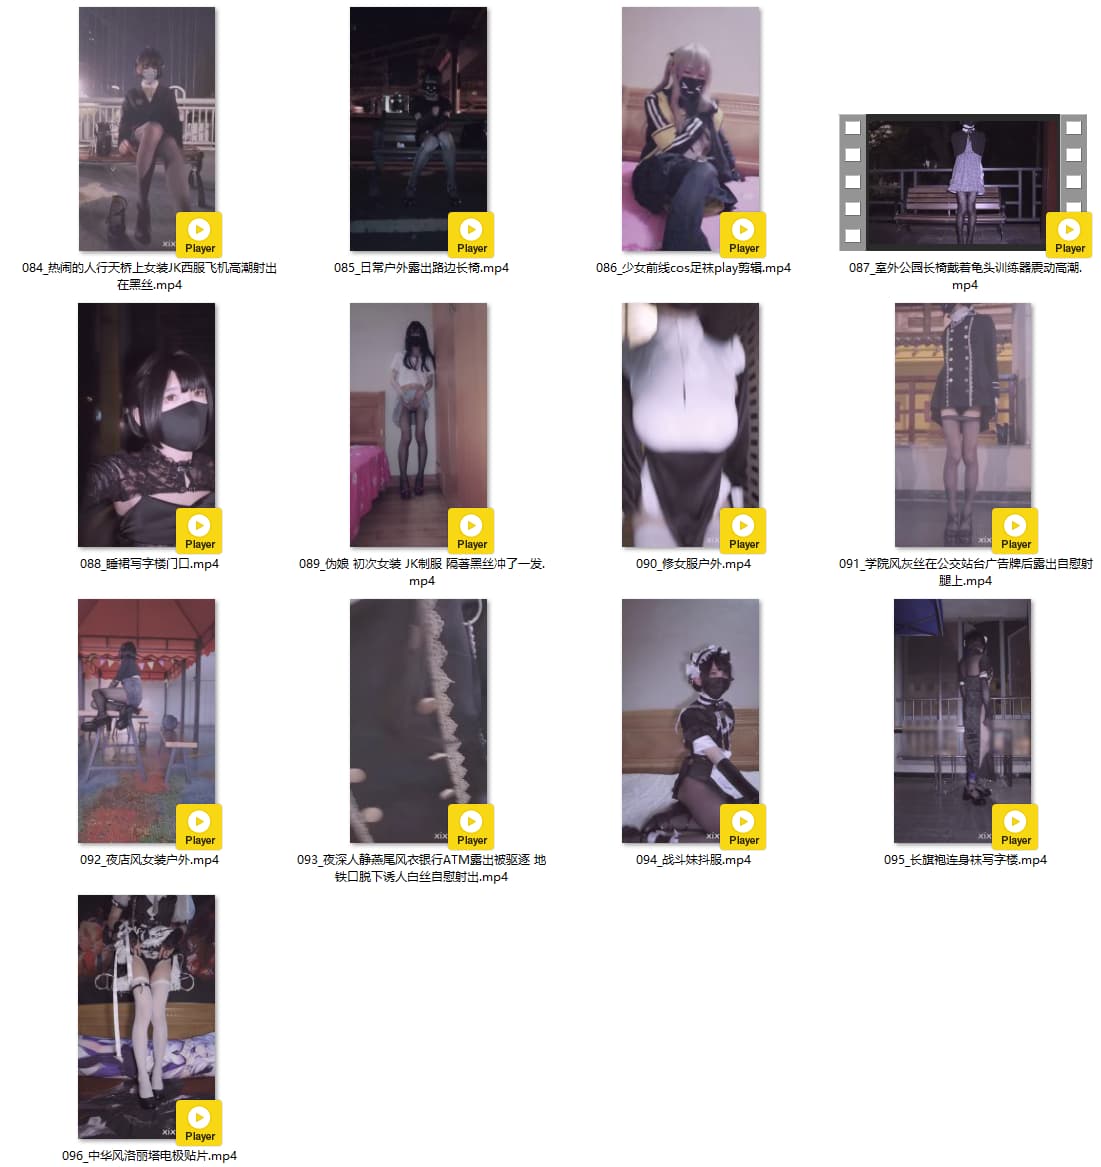 xix
Player
Player
Player
Player
084_热闹的人行天桥上女装JK西服飞机高潮射出
在黑丝.mp4
085_日常户外露出路边长椅.mp4
086_少女前线cos足袜play剪辑.mp4
087_室外公园长椅戴着龟头训练器震动高潮.
mp4
Player
Player
xix
Player
xix
Player
088_睡裙写字楼门口.mp4
089_伪娘 初次女装 JK制服 隔著黑丝冲了一发.
mp4
090_修女服户外.mp4
091_学院风灰丝在公交站台广告牌后露出自慰射
腿上.mp4
Player
xix
Player
xix
Player
xix
Player
092_夜店风女装户外.mp4
093_夜深人静燕尾风衣银行ATM露出被驱逐 地
铁口脱下诱人白丝自慰射出.mp4
094_战斗妹抖服.mp4
095_长旗袍连身袜写字楼.mp4
xix
Player
096_中华风洛丽塔电极贴片.mp4